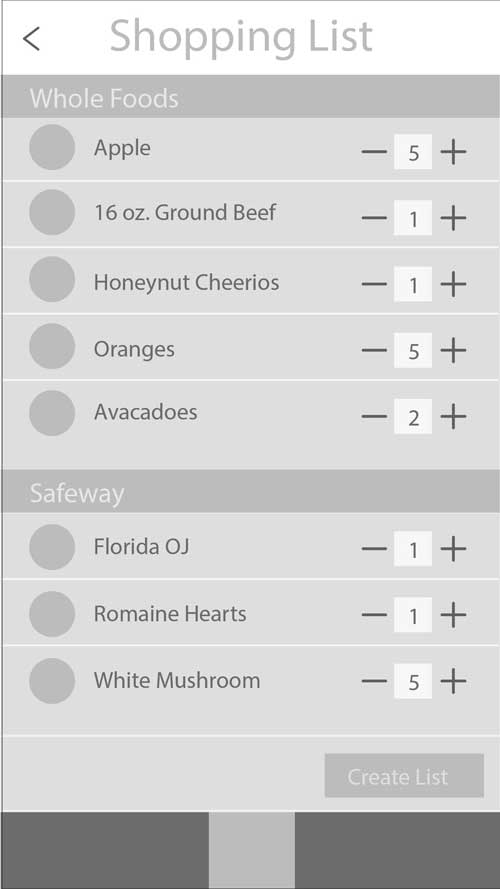 Shopping List
Whole Foods
Apple 5
16 oz. Ground Beef 1
Honeynut Cheerios 1
Oranges 5
Avacadoes 2
Safeway
Florida OJ 1
Romaine Hearts 1
White Mushroom 5
Create List